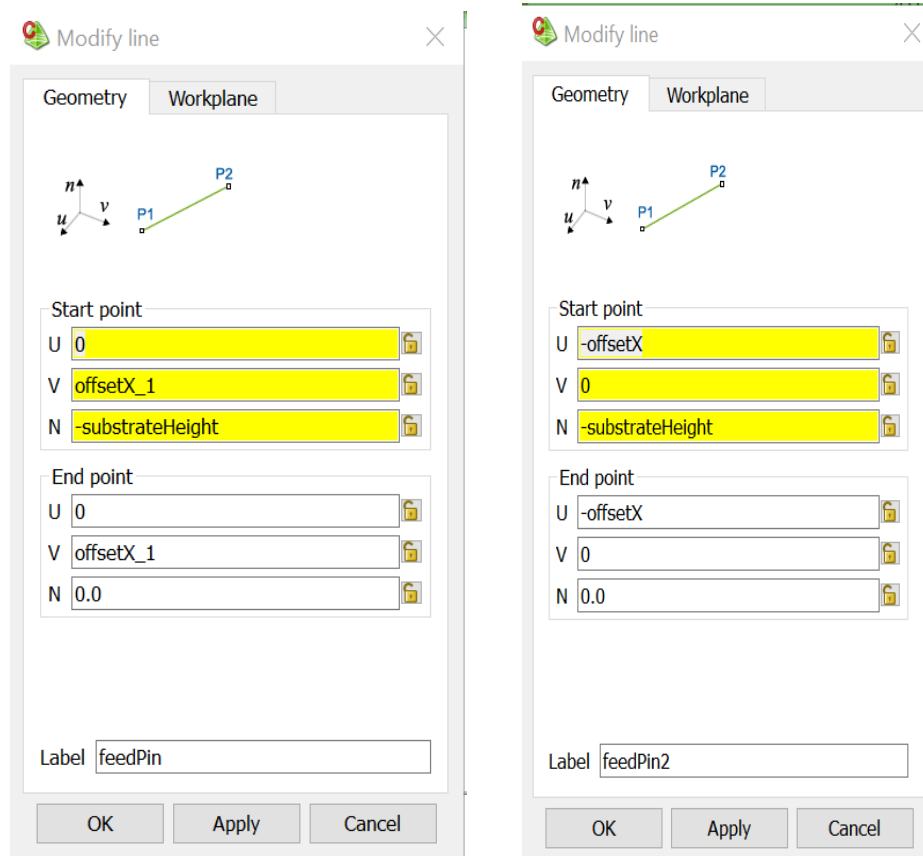 Modify line
Geometry Workplane
n
u
v
P1
P2
Start point
U 0
V offsetX_1
N -substrateHeight
End point
U 0
V offsetX_1
N 0.0
Label feedPin
OK Apply Cancel
Modify line
Geometry Workplane
n
u
v
P1
P2
Start point
U -offsetX
V 0
N -substrateHeight
End point
U -offsetX
V 0
N 0.0
Label feedPin2
OK Apply Cancel